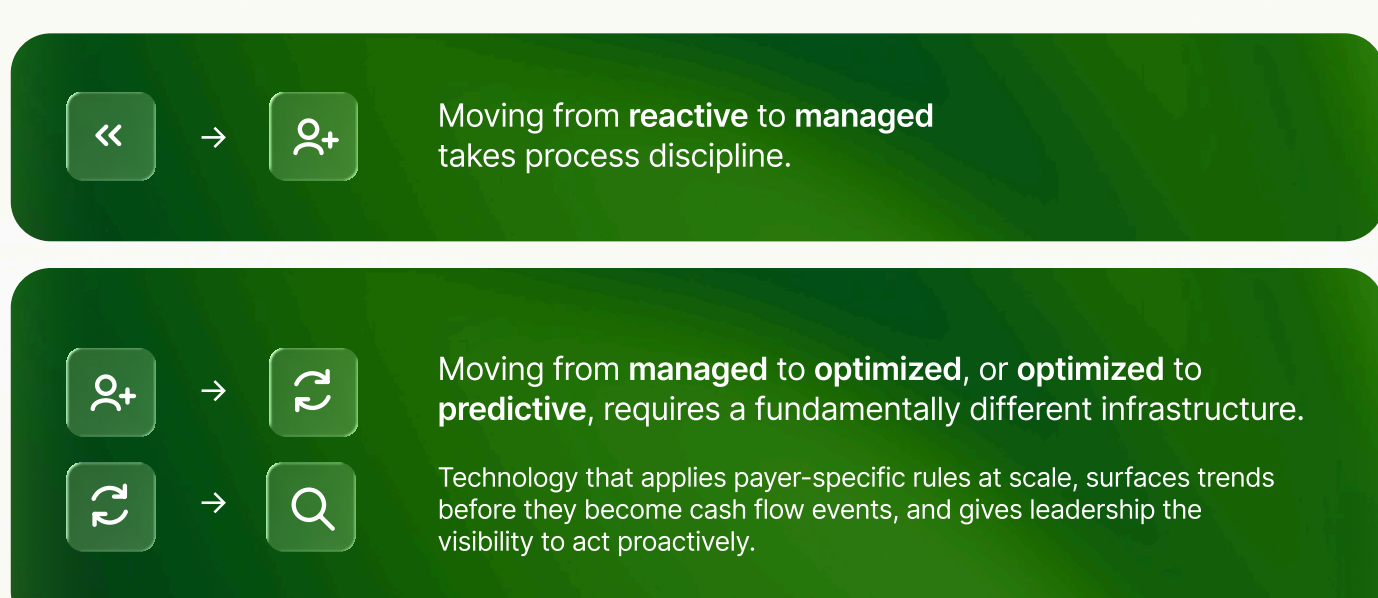 Moving from reactive to managed
takes process discipline.
Moving from managed to optimized, or optimized to
predictive, requires a fundamentally different infrastructure.
Technology that applies payer-specific rules at scale, surfaces trends
before they become cash flow events, and gives leadership the
visibility to act proactively.